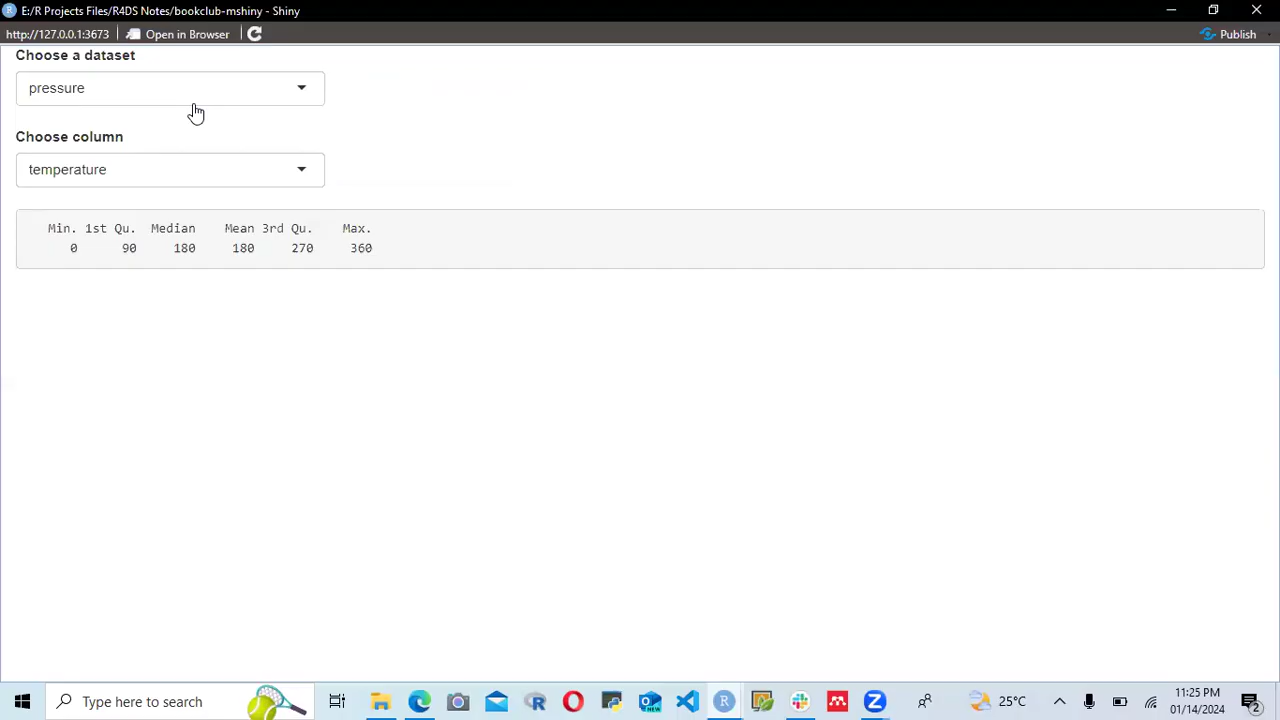 E:/R Projects Files/R4DS Notes/bookclub-mshiny - Shiny
http://127.0.0.1:3673 Open in Browser Publish
Choose a dataset
pressure
Choose column
temperature
Min. 1st Qu. Median Mean 3rd Qu. Max.
0 90 180 180 270 360
Type here to search
25°C
11:25 PM
01/14/2024
2